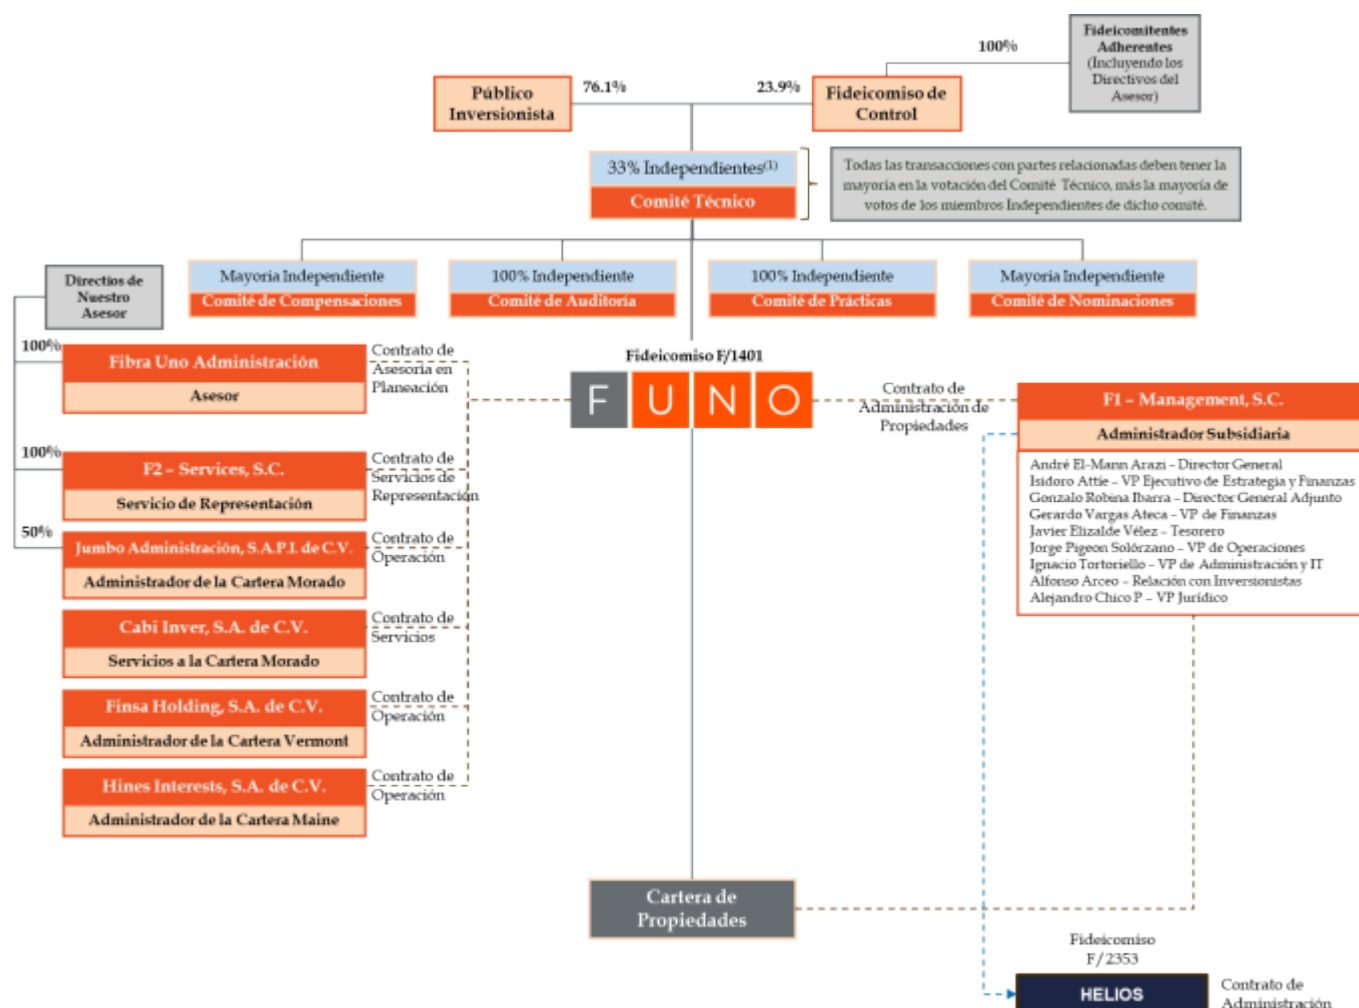 Fideicomitentes
Adherentes
(Incluyendo los
Directivos del
Asesor)
100%
Público
Inversionista
76.1%
23.9%
Fideicomiso de
Control
33% Independientes(1)
Comité Técnico
Todas las transacciones con partes relacionadas deben tener la
mayoría en la votación del Comité Técnico, más la mayoría de
votos de los miembros Independientes de dicho comité.
Mayoría Independiente
Comité de Compensaciones
100% Independiente
Comité de Auditoría
100% Independiente
Comité de Prácticas
Mayoría Independiente
Comité de Nominaciones
Directios de
Nuestro
Asesor
100%
Fibra Uno Administración
Asesor
Contrato de
Asesoría en
Planeación
100%
F2 – Services, S.C.
Servicio de Representación
Contrato de
Servicios de
Representación
50%
Jumbo Administración, S.A.P.I. de C.V.
Administrador de la Cartera Morado
Contrato de
Operación
Cabi Inver, S.A. de C.V.
Servicios a la Cartera Morado
Contrato de
Servicios
Finsa Holding, S.A. de C.V.
Administrador de la Cartera Vermont
Contrato de
Operación
Hines Interests, S.A. de C.V.
Administrador de la Cartera Maine
Contrato de
Operación
Fideicomiso F/1401
FUNO
Contrato de
Administración de
Propiedades
F1 – Management, S.C.
Administrador Subsidiaria
André El-Mann Arazi – Director General
Isidoro Attie – VP Ejecutivo de Estrategia y Finanzas
Gonzalo Robina Ibarra – Director General Adjunto
Gerardo Vargas Ateca – VP de Finanzas
Javier Elizalde Vélez – Tesorero
Jorge Pigeon Solórzano – VP de Operaciones
Ignacio Tortoriello – VP de Administración y IT
Alfonso Arceo – Relación con Inversionistas
Alejandro Chico P – VP Jurídico
Cartera de
Propiedades
Fideicomiso
F/2353
HELIOS
Contrato de
Administración